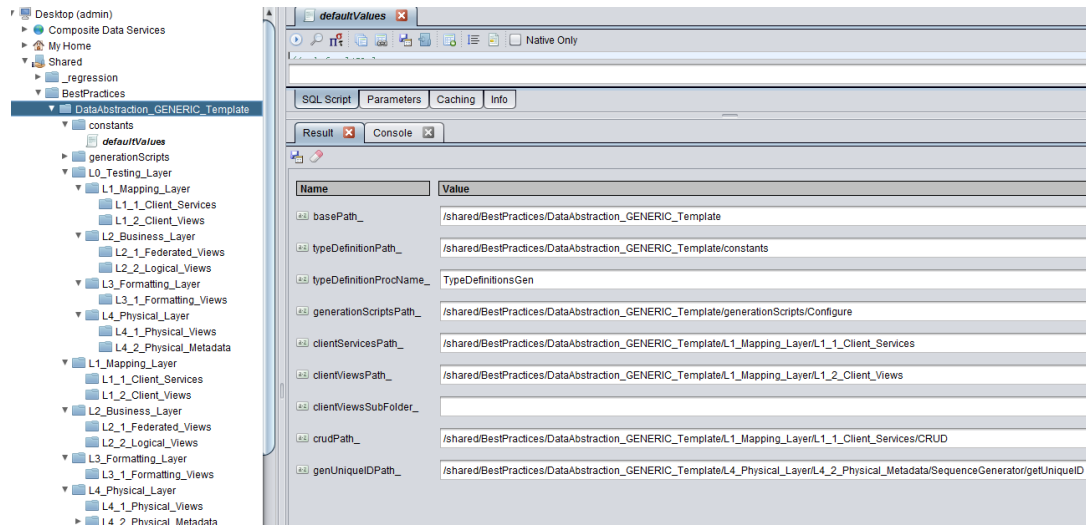 Desktop (admin)
Composite Data Services
My Home
Shared
_regression
BestPractices
DataAbstraction_GENERIC_Template
constants
defaultValues
generationScripts
L0_Testing_Layer
L1_Mapping_Layer
L1_1_Client_Services
L1_2_Client_Views
L2_Business_Layer
L2_1_Federated_Views
L2_2_Logical_Views
L3_Formatting_Layer
L3_1_Formatting_Views
L4_Physical_Layer
L4_1_Physical_Views
L4_2_Physical_Metadata
L1_Mapping_Layer
L1_1_Client_Services
L1_2_Client_Views
L2_Business_Layer
L2_1_Federated_Views
L2_2_Logical_Views
L3_Formatting_Layer
L3_1_Formatting_Views
L4_Physical_Layer
L4_1_Physical_Views
L4_2_Physical_Metadata
defaultValues
Native Only
SQL Script Parameters Caching Info
Result Console
Name Value
basePath_ /shared/BestPractices/DataAbstraction_GENERIC_Template
typeDefinitionPath_ /shared/BestPractices/DataAbstraction_GENERIC_Template/constants
typeDefinitionProcName_ TypeDefinitionsGen
generationScriptsPath_ /shared/BestPractices/DataAbstraction_GENERIC_Template/generationScripts/Configure
clientServicesPath_ /shared/BestPractices/DataAbstraction_GENERIC_Template/L1_Mapping_Layer/L1_1_Client_Services
clientViewsPath_ /shared/BestPractices/DataAbstraction_GENERIC_Template/L1_Mapping_Layer/L1_2_Client_Views
clientViewsSubFolder_
crudPath_ /shared/BestPractices/DataAbstraction_GENERIC_Template/L1_Mapping_Layer/L1_1_Client_Services/CRUD
genUniqueIDPath_ /shared/BestPractices/DataAbstraction_GENERIC_Template/L4_Physical_Layer/L4_2_Physical_Metadata/SequenceGenerator/getUniqueID